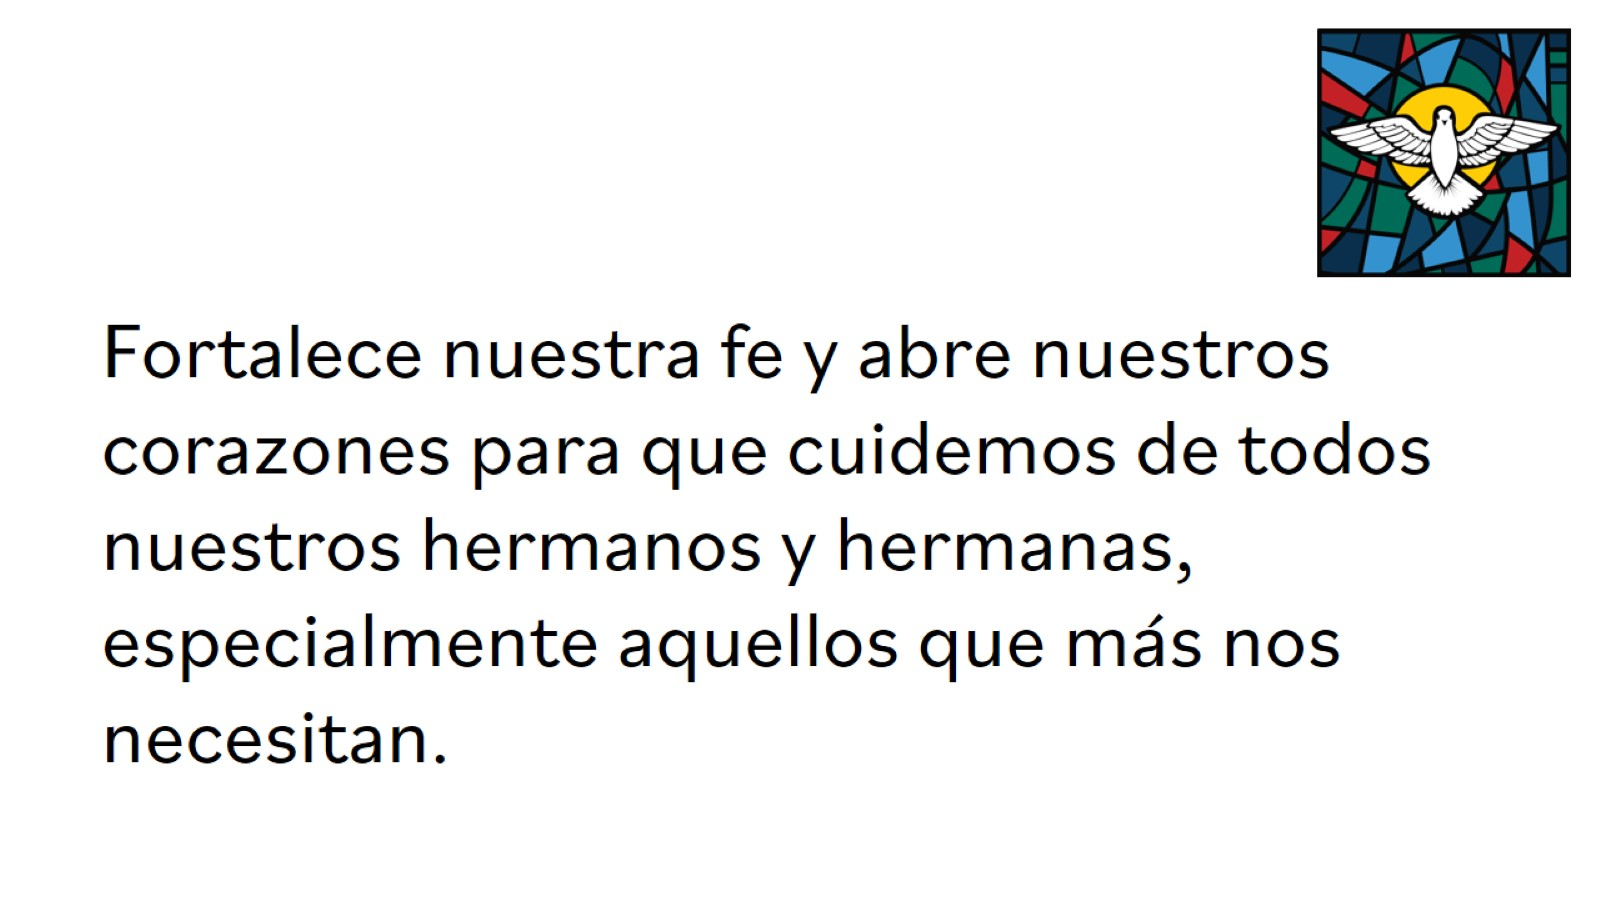 Fortalece nuestra fe y abre nuestros
corazones para que cuidemos de todos
nuestros hermanos y hermanas,
especialmente aquellos que más nos
necesitan.